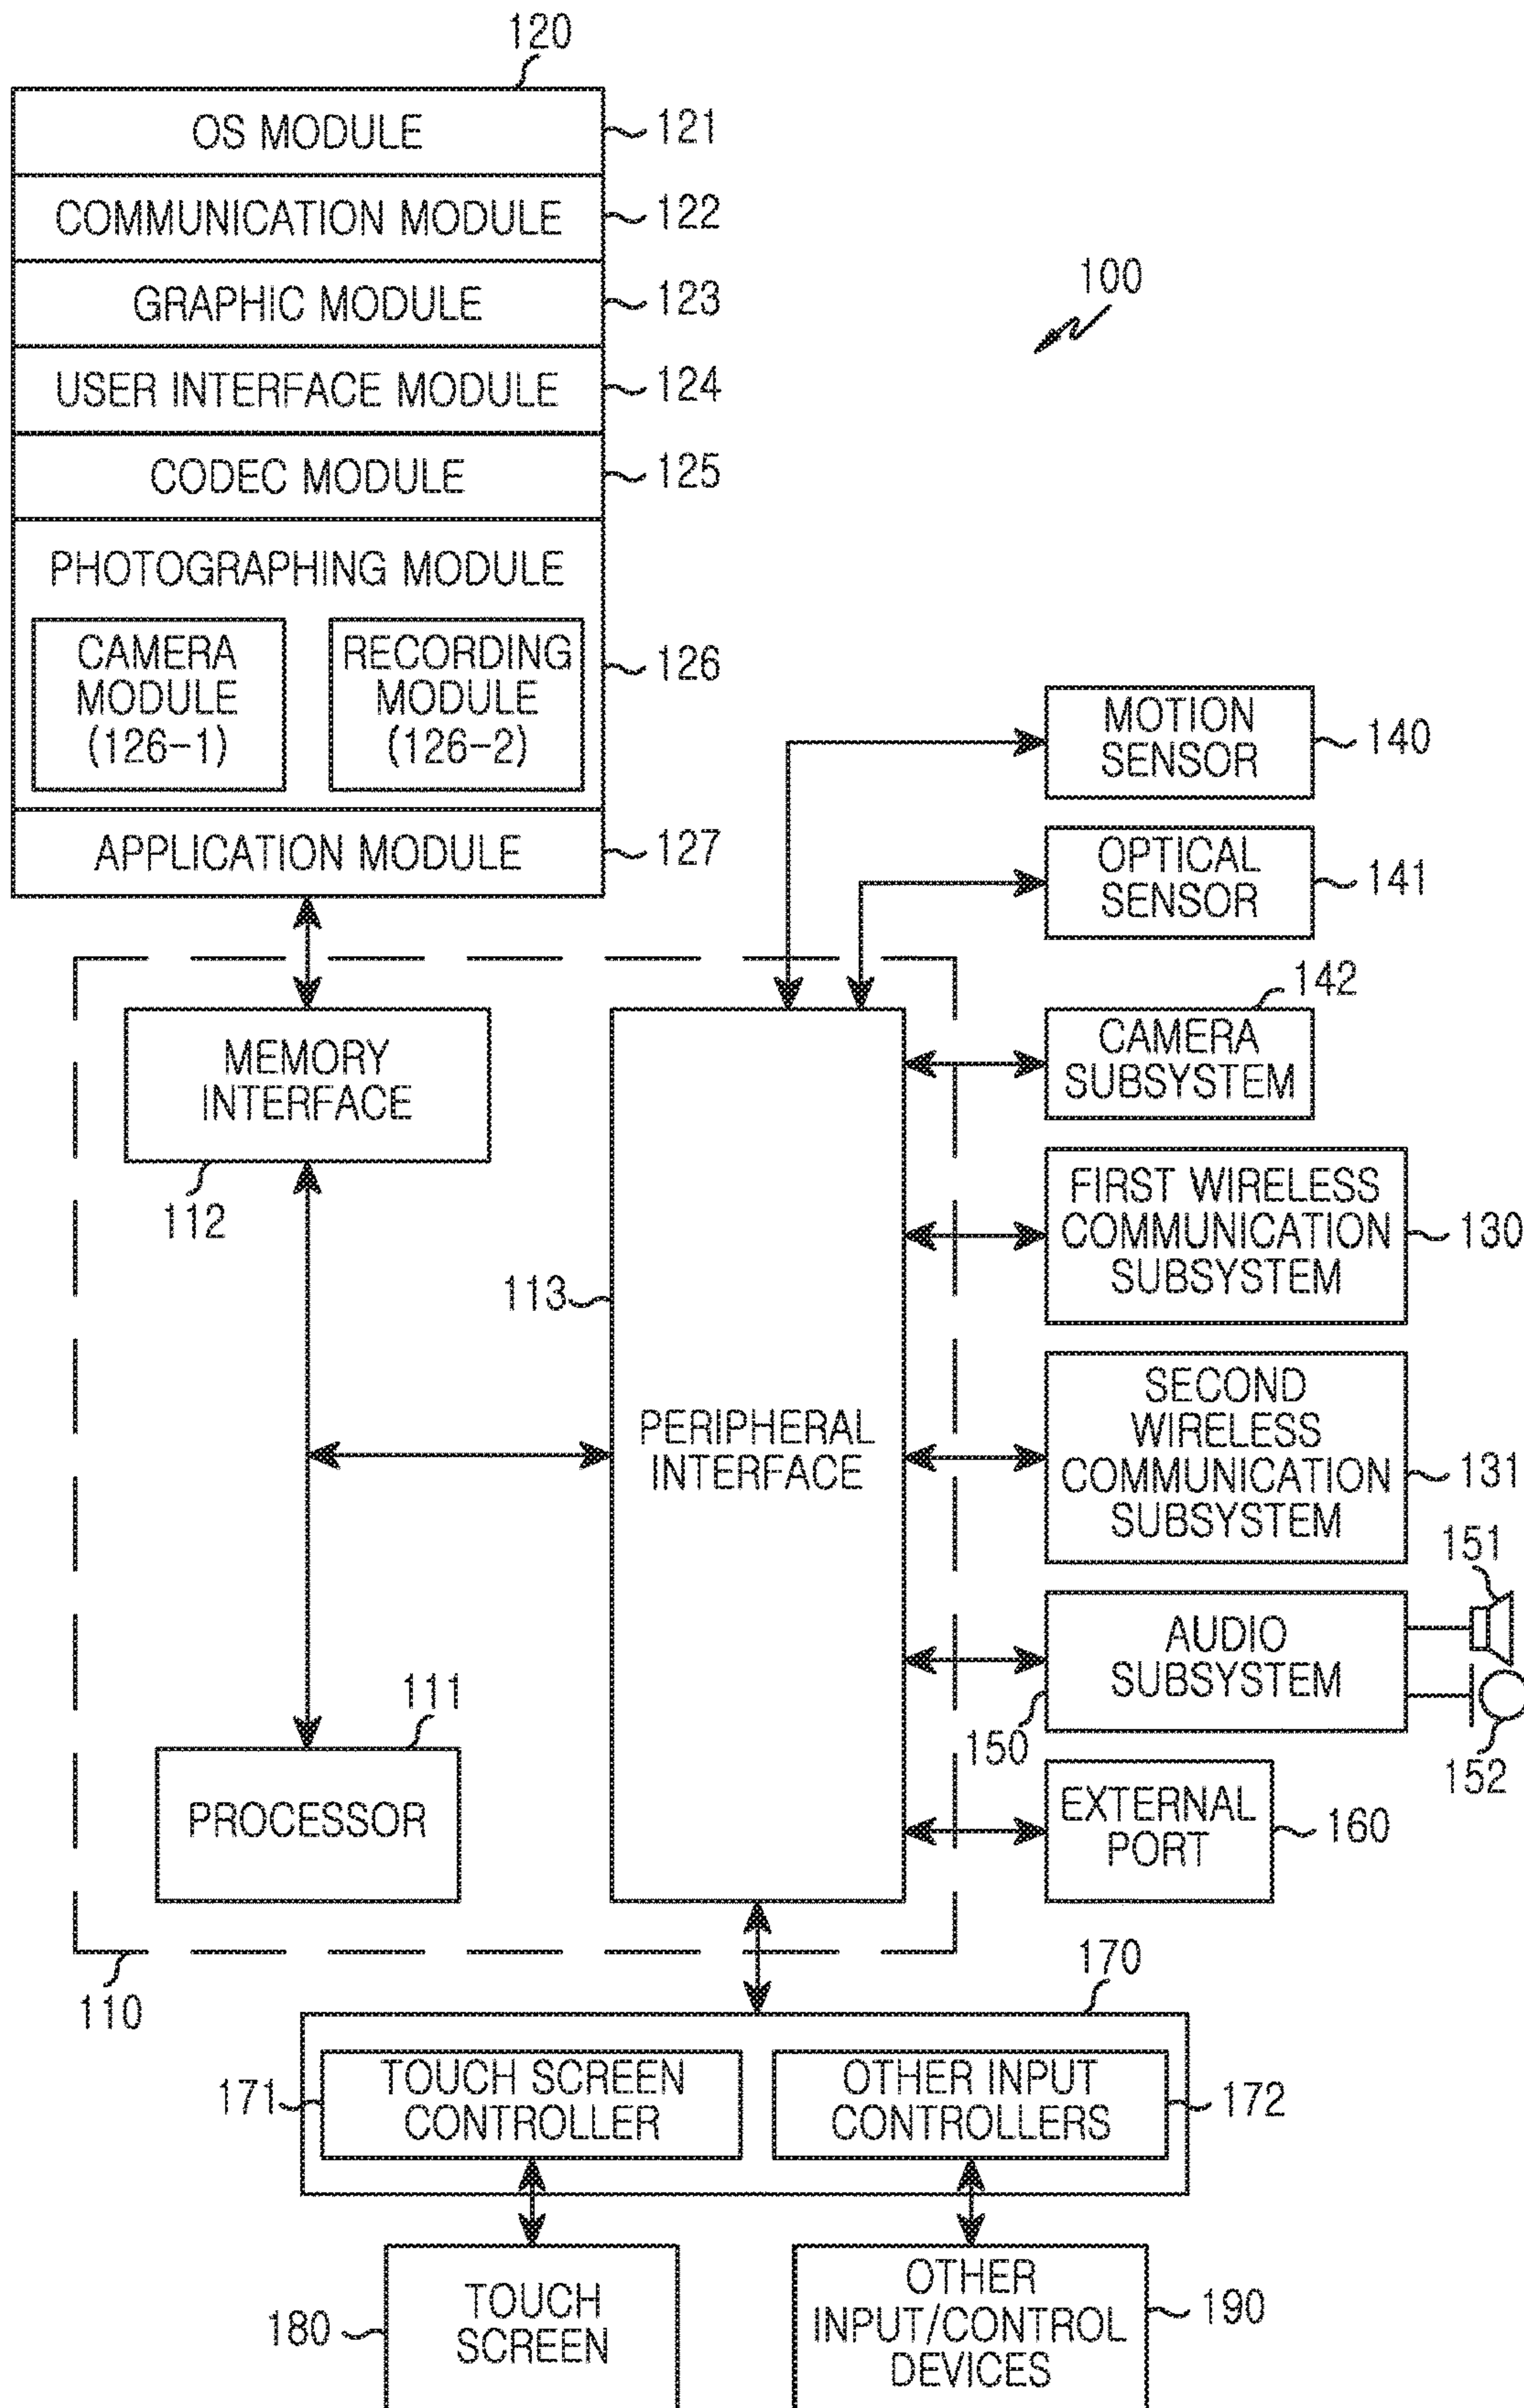 120
OS MODULE
121
COMMUNICATION MODULE
122
GRAPHIC MODULE
123
USER INTERFACE MODULE
124
CODEC MODULE
125
PHOTOGRAPHING MODULE
CAMERA
MODULE
(126-1)
RECORDING
MODULE
(126-2)
126
APPLICATION MODULE
127
100
MOTION
SENSOR
140
OPTICAL
SENSOR
141
142
CAMERA
SUBSYSTEM
MEMORY
INTERFACE
112
FIRST WIRELESS
COMMUNICATION
SUBSYSTEM
130
113
PERIPHERAL
INTERFACE
SECOND
WIRELESS
COMMUNICATION
SUBSYSTEM
131
151
AUDIO
SUBSYSTEM
150
152
111
PROCESSOR
EXTERNAL
PORT
160
110
170
171
TOUCH SCREEN
CONTROLLER
OTHER INPUT
CONTROLLERS
172
180
TOUCH
SCREEN
OTHER
INPUT/CONTROL
DEVICES
190